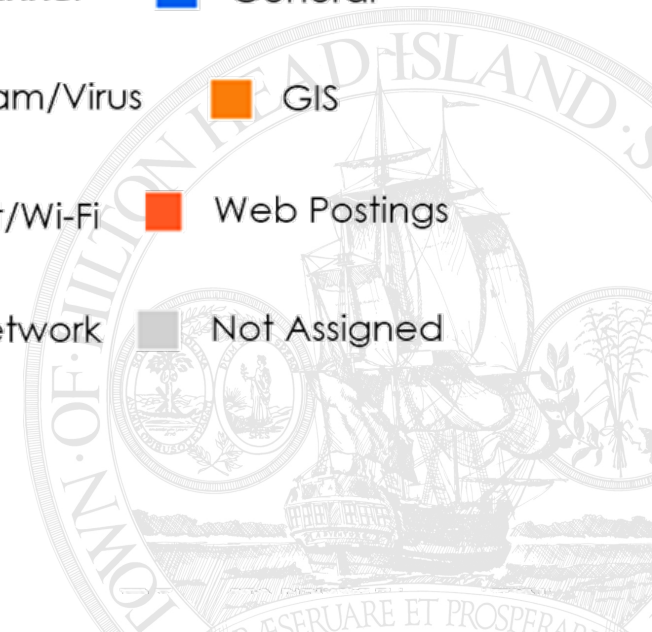 General
am/Virus
GIS
/Wi-Fi
Web Postings
etwork
Not Assigned
TOWN · OF · HILTON HEAD ISLAND · S
PROSPERAR
ESERUARE ET